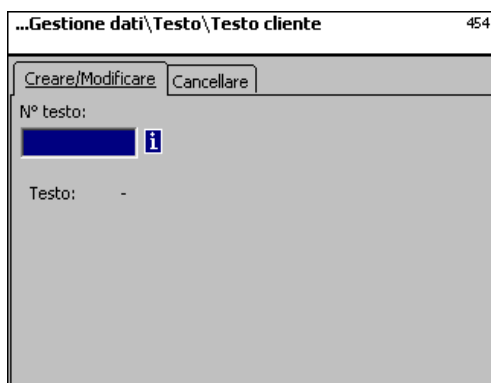 ...Gestione dati\Testo\Testo cliente 454
Creare/Modificare Cancellare
N° testo:
i
Testo: -